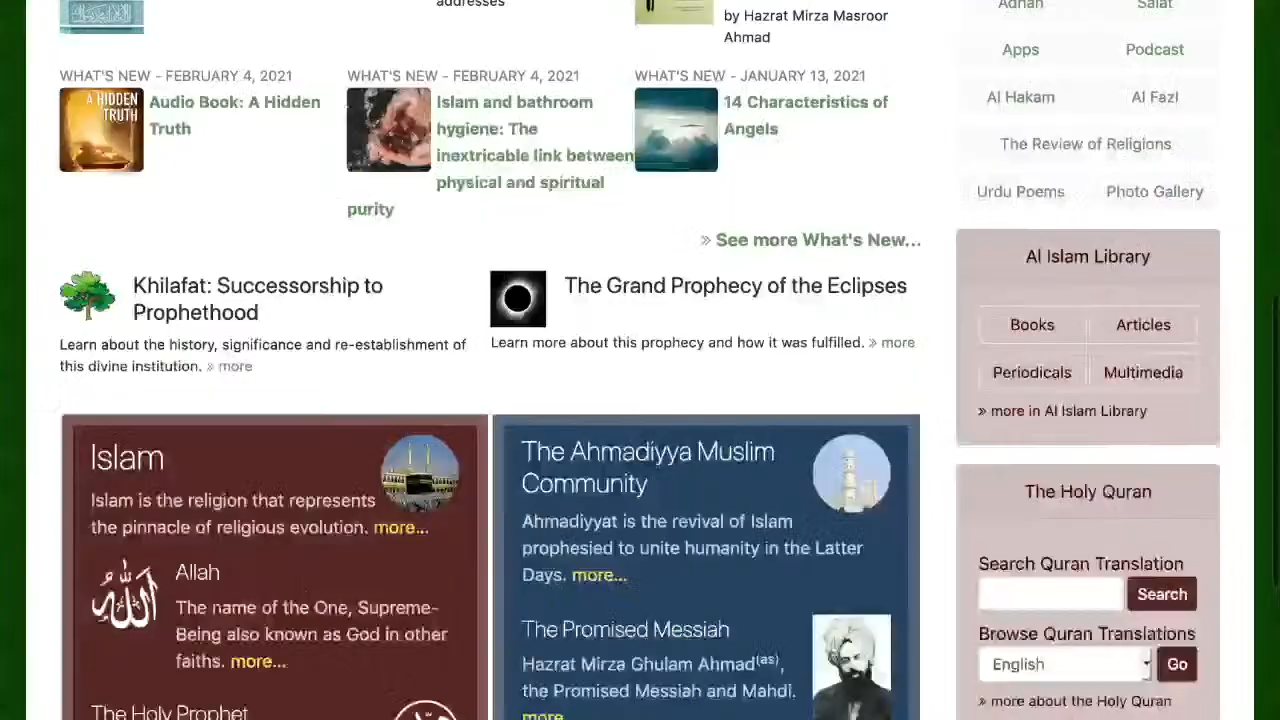 addresses
by Hazrat Mirza Masroor
Ahmad
WHAT'S NEW - FEBRUARY 4, 2021
A HIDDEN
TRUTH
Audio Book: A Hidden
Truth
WHAT'S NEW - FEBRUARY 4, 2021
Islam and bathroom
hygiene: The
inextricable link between
physical and spiritual
purity
WHAT'S NEW - JANUARY 13, 2021
14 Characteristics of
Angels
» See more What's New...
Khilafat: Successorship to
Prophethood
Learn about the history, significance and re-establishment of
this divine institution. » more
The Grand Prophecy of the Eclipses
Learn more about this prophecy and how it was fulfilled. » more
Islam
Islam is the religion that represents
the pinnacle of religious evolution. more...
الله
Allah
The name of the One, Supreme-
Being also known as God in other
faiths. more...
The Holy Prophet
The Ahmadiyya Muslim
Community
Ahmadiyyat is the revival of Islam
prophesied to unite humanity in the Latter
Days. more...
The Promised Messiah
Hazrat Mirza Ghulam Ahmad(as),
the Promised Messiah and Mahdi.
more
Adhan Salat
Apps Podcast
Al Hakam Al Fazl
The Review of Religions
Urdu Poems Photo Gallery
Al Islam Library
Books Articles
Periodicals Multimedia
» more in Al Islam Library
The Holy Quran
Search Quran Translation
Search
Browse Quran Translations
English Go
» more about the Holy Quran